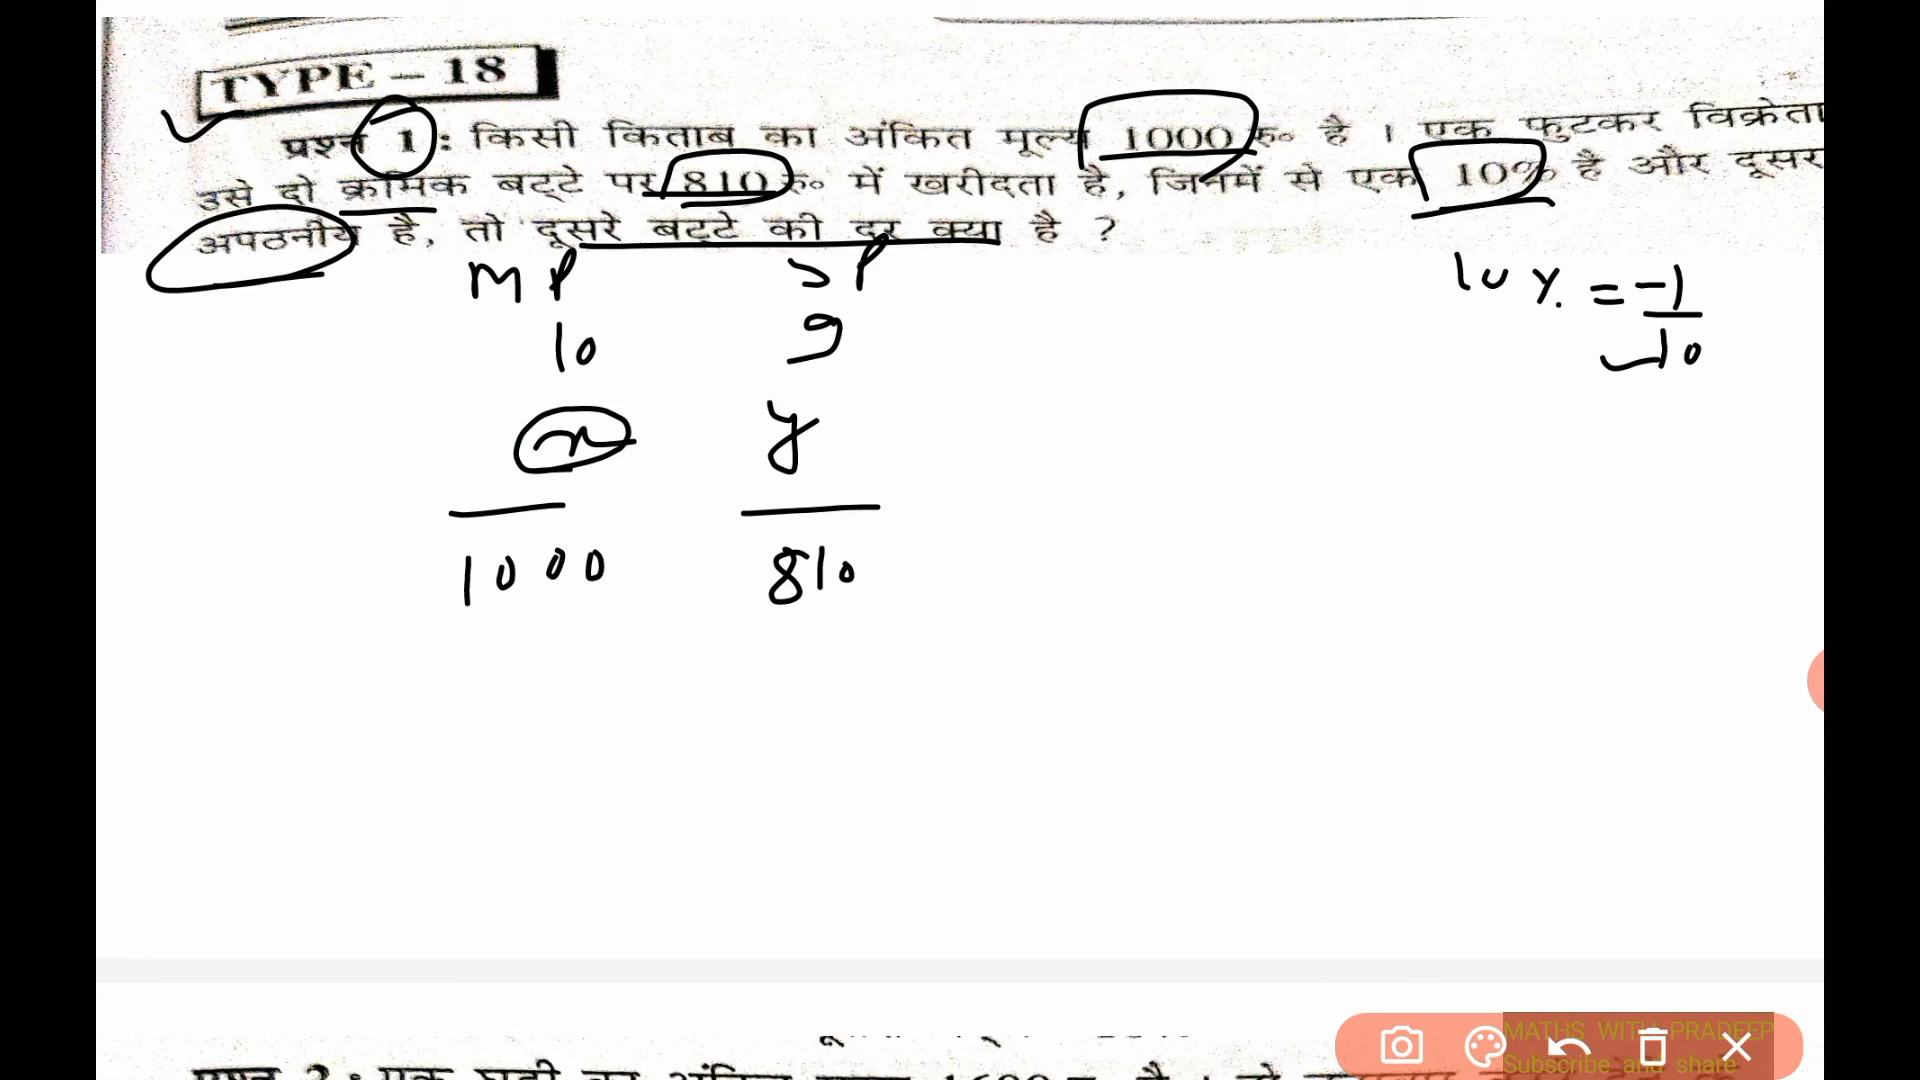 TYPE – 18
प्रश्न 1 : किसी किताब का अंकित मूल्य 1000 रु० है । एक फुटकर विक्रेता
उसे दो क्रमिक बट्टे पर 810 रु० में खरीदता है, जिनमें से एक 10% है और दूसर
अपठनीय है, तो दूसरे बट्टे की दर क्या है ?
MP SP
10 9
x y
1000 810
10 %. = -1
10
MATHS WITH PRADEEP
Subscribe and share